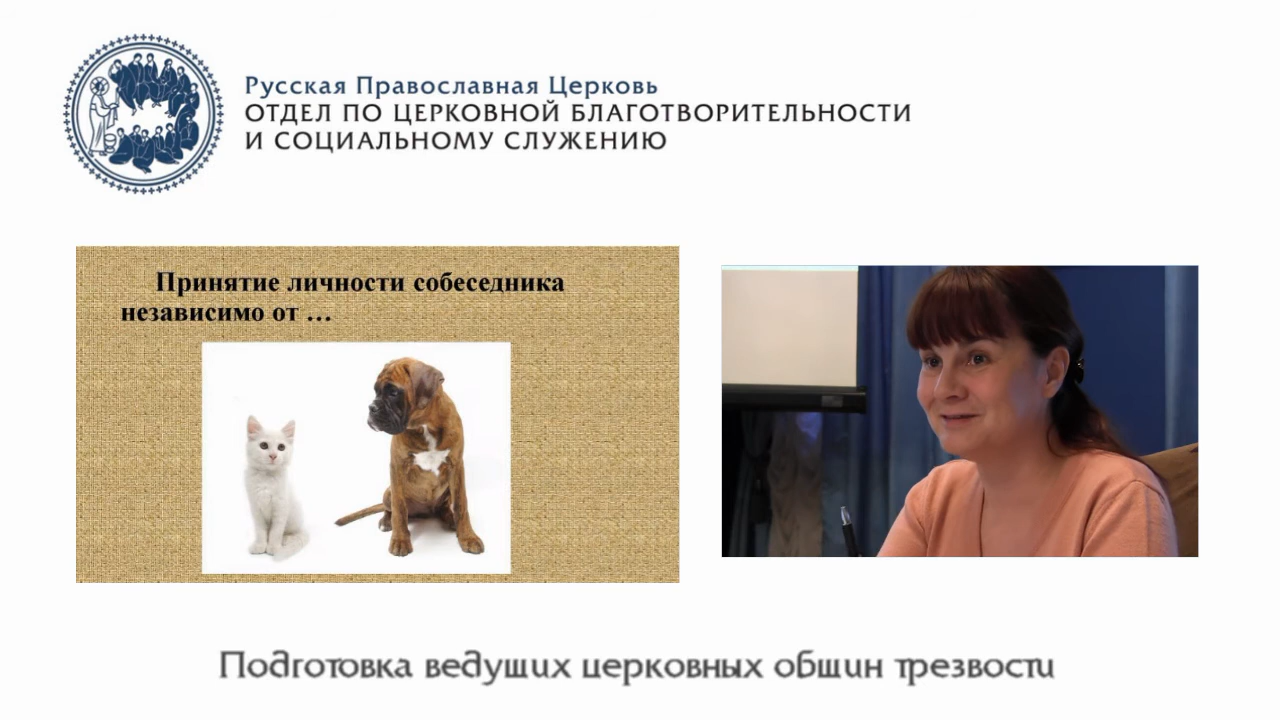 Русская Православная Церковь
ОТДЕЛ ПО ЦЕРКОВНОЙ БЛАГОТВОРИТЕЛЬНОСТИ
И СОЦИАЛЬНОМУ СЛУЖЕНИЮ
Принятие личности собеседника
независимо от ...
Подготовка ведущих церковных общин трезвости